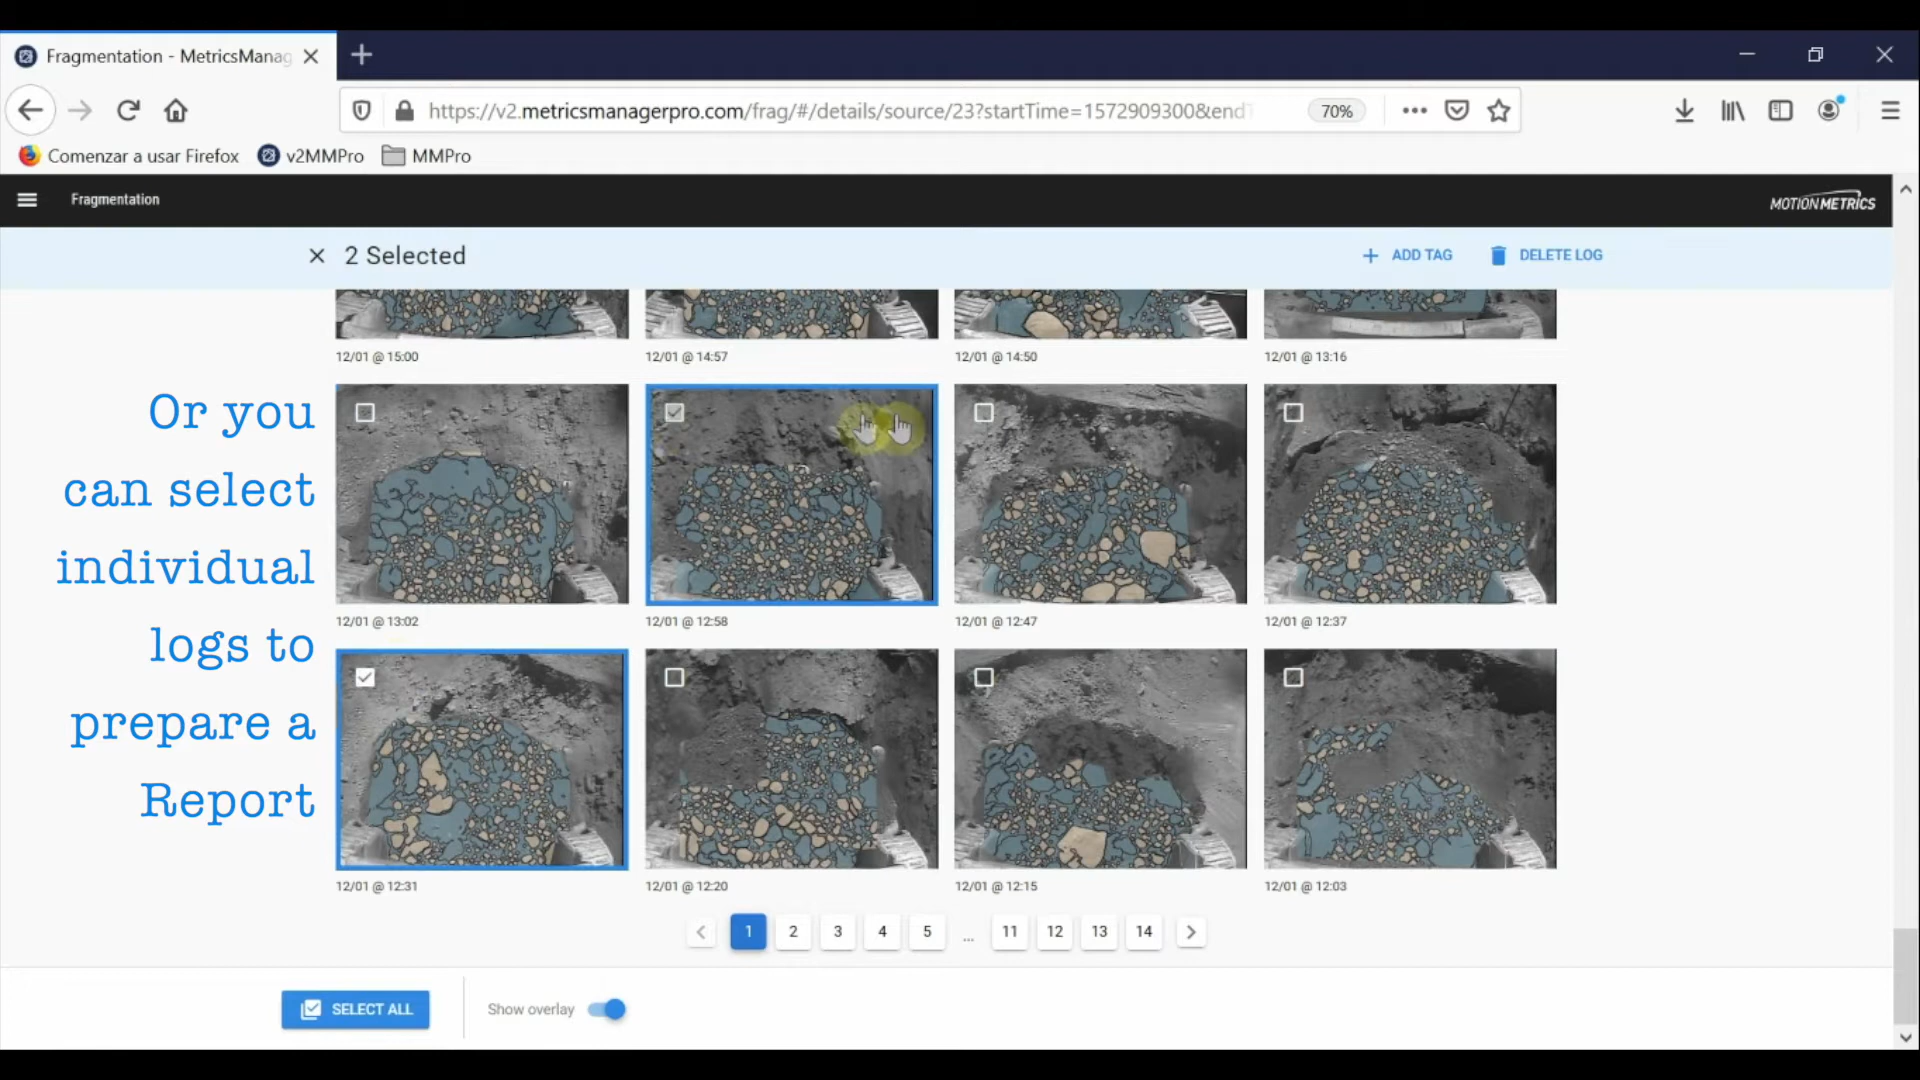 Fragmentation - MetricsManag
https://v2.metricsmanagerpro.com/frag/#/details/source/23?startTime=1572909300&endT
70%
Comenzar a usar Firefox
v2MMPro
MMPro
Fragmentation
MOTION METRICS
2 Selected
ADD TAG
DELETE LOG
12/01 @ 15:00
12/01 @ 14:57
12/01 @ 14:50
12/01 @ 13:16
Or you
can select
individual
logs to
prepare a
Report
12/01 @ 13:02
12/01 @ 12:58
12/01 @ 12:47
12/01 @ 12:37
12/01 @ 12:31
12/01 @ 12:20
12/01 @ 12:15
12/01 @ 12:03
1 2 3 4 5 ... 11 12 13 14
SELECT ALL
Show overlay